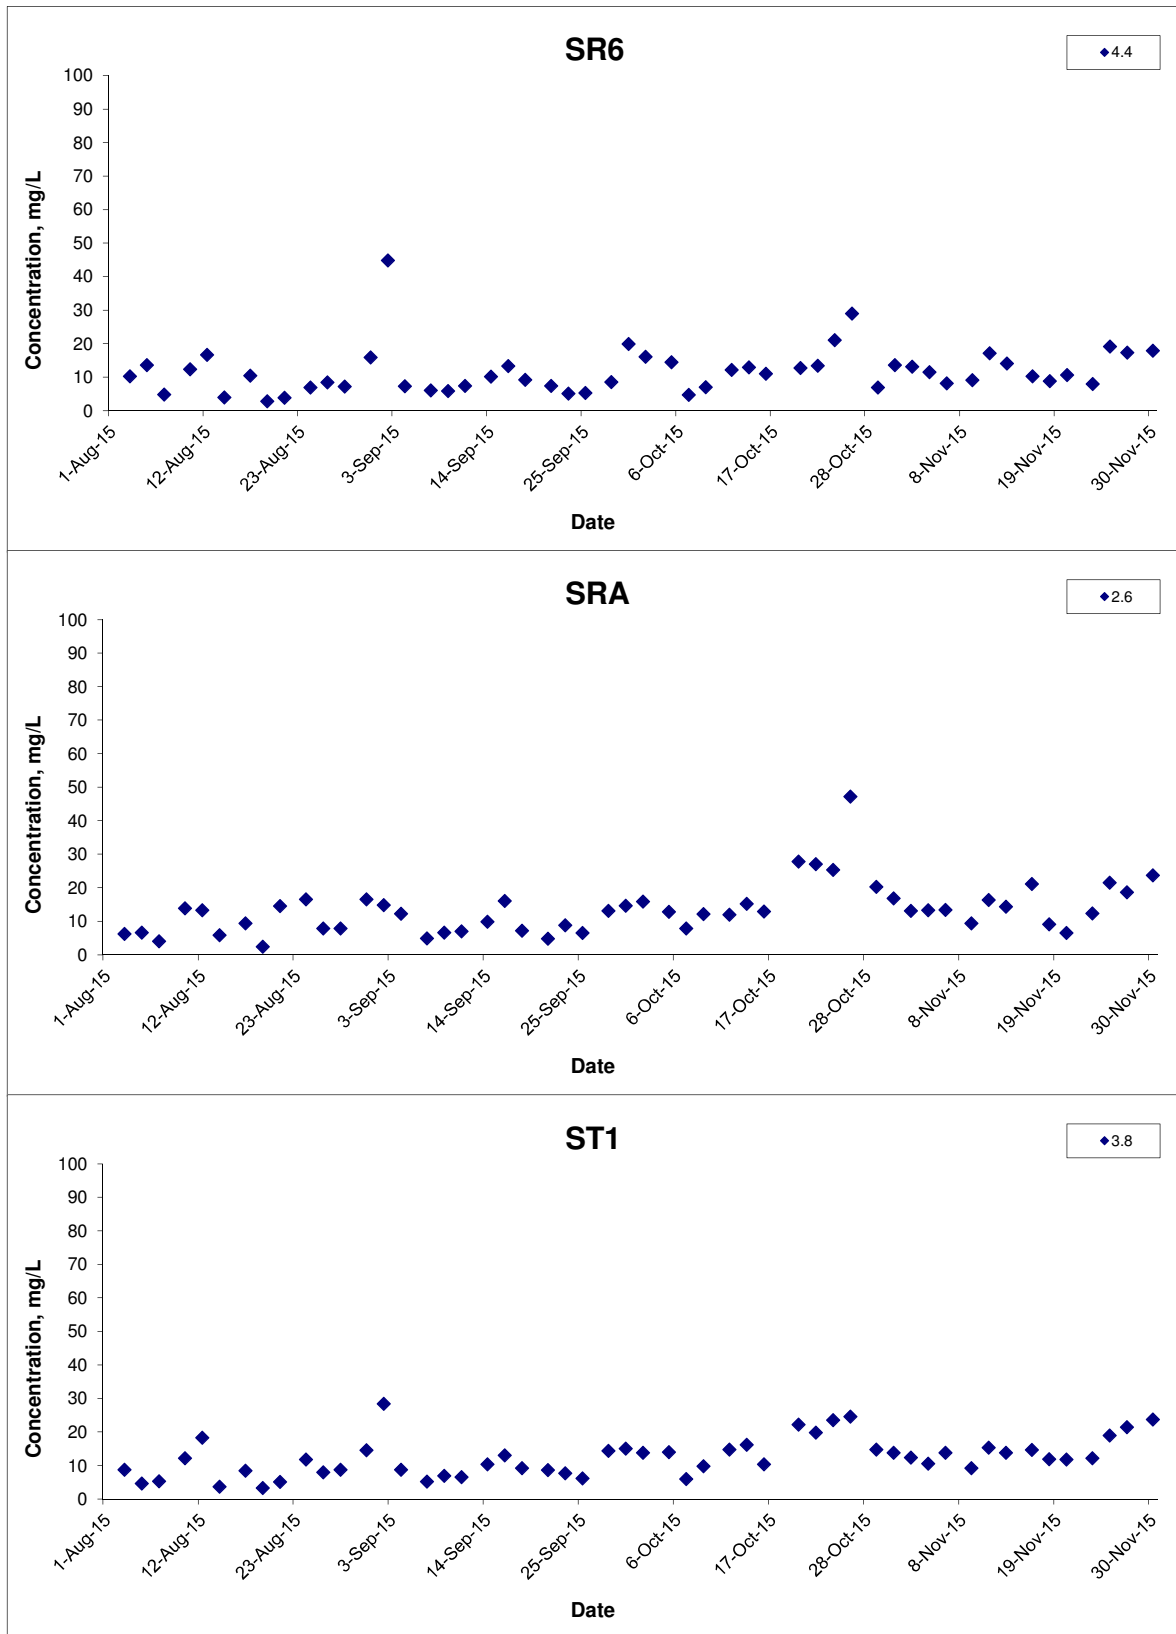 SR6
4.4
100
90
80
70
60
50
40
30
20
10
0
Concentration, mg/L
1-Aug-15
12-Aug-15
23-Aug-15
3-Sep-15
14-Sep-15
25-Sep-15
6-Oct-15
17-Oct-15
28-Oct-15
8-Nov-15
19-Nov-15
30-Nov-15
Date
SRA
2.6
100
90
80
70
60
50
40
30
20
10
0
Concentration, mg/L
1-Aug-15
12-Aug-15
23-Aug-15
3-Sep-15
14-Sep-15
25-Sep-15
6-Oct-15
17-Oct-15
28-Oct-15
8-Nov-15
19-Nov-15
30-Nov-15
Date
ST1
3.8
100
90
80
70
60
50
40
30
20
10
0
Concentration, mg/L
1-Aug-15
12-Aug-15
23-Aug-15
3-Sep-15
14-Sep-15
25-Sep-15
6-Oct-15
17-Oct-15
28-Oct-15
8-Nov-15
19-Nov-15
30-Nov-15
Date